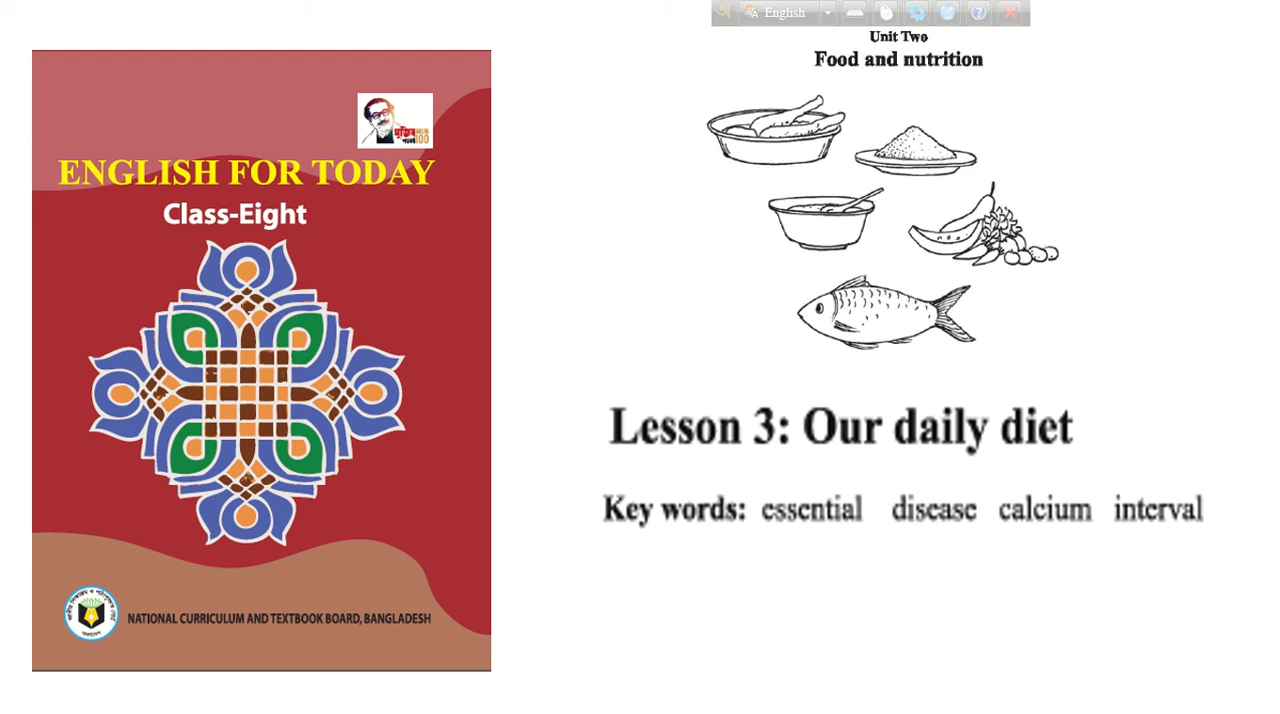 English
Unit Two
Food and nutrition
ENGLISH FOR TODAY
Class-Eight
NATIONAL CURRICULUM AND TEXTBOOK BOARD, BANGLADESH
Lesson 3: Our daily diet
Key words: essential disease calcium interval